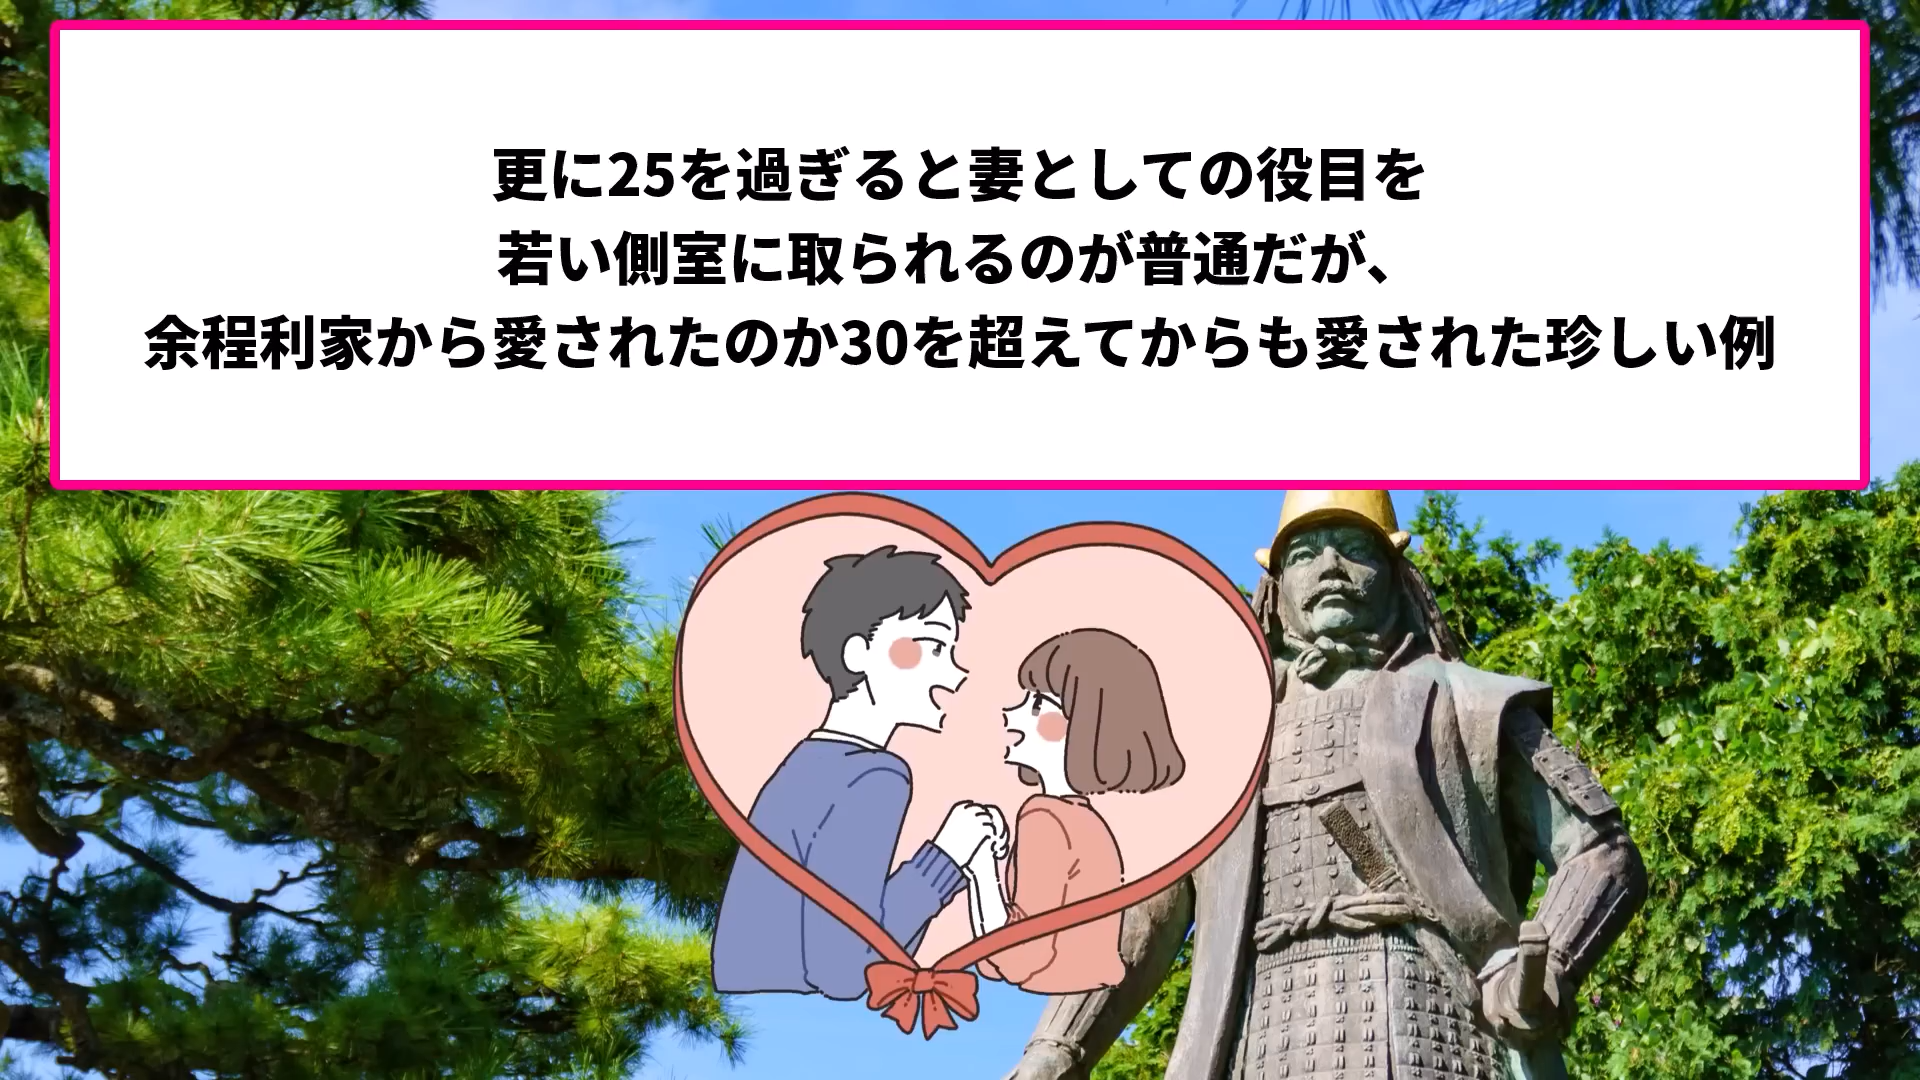 更に25を過ぎると妻としての役目を
若い側室に取られるのが普通だが、
余程利家から愛されたのか30を超えてからも愛された珍しい例